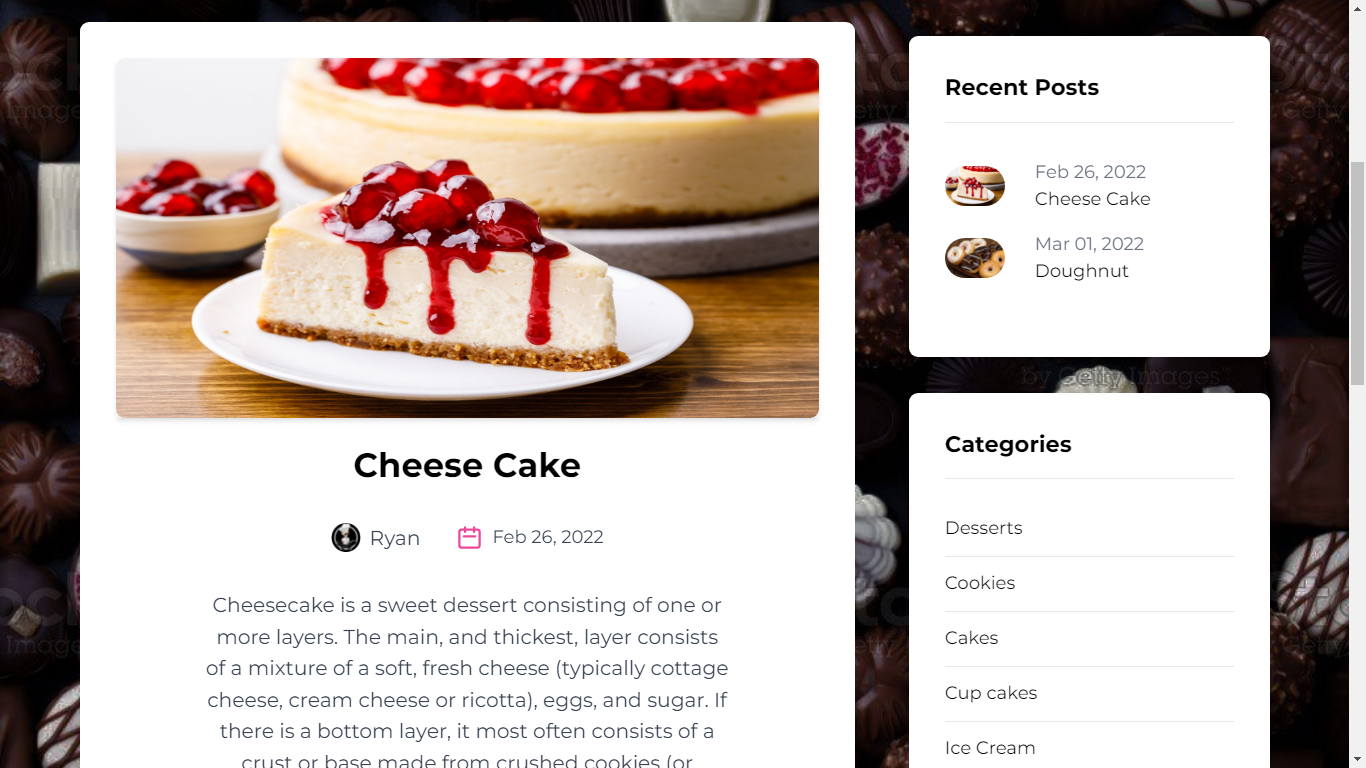 Cheese Cake
Ryan
Feb 26, 2022
Cheesecake is a sweet dessert consisting of one or
more layers. The main, and thickest, layer consists
of a mixture of a soft, fresh cheese (typically cottage
cheese, cream cheese or ricotta), eggs, and sugar. If
there is a bottom layer, it most often consists of a
crust or base made from crushed cookies (or
Recent Posts
Feb 26, 2022
Cheese Cake
Mar 01, 2022
Doughnut
by Getty Images
Categories
Desserts
Cookies
Cakes
Cup cakes
Ice Cream